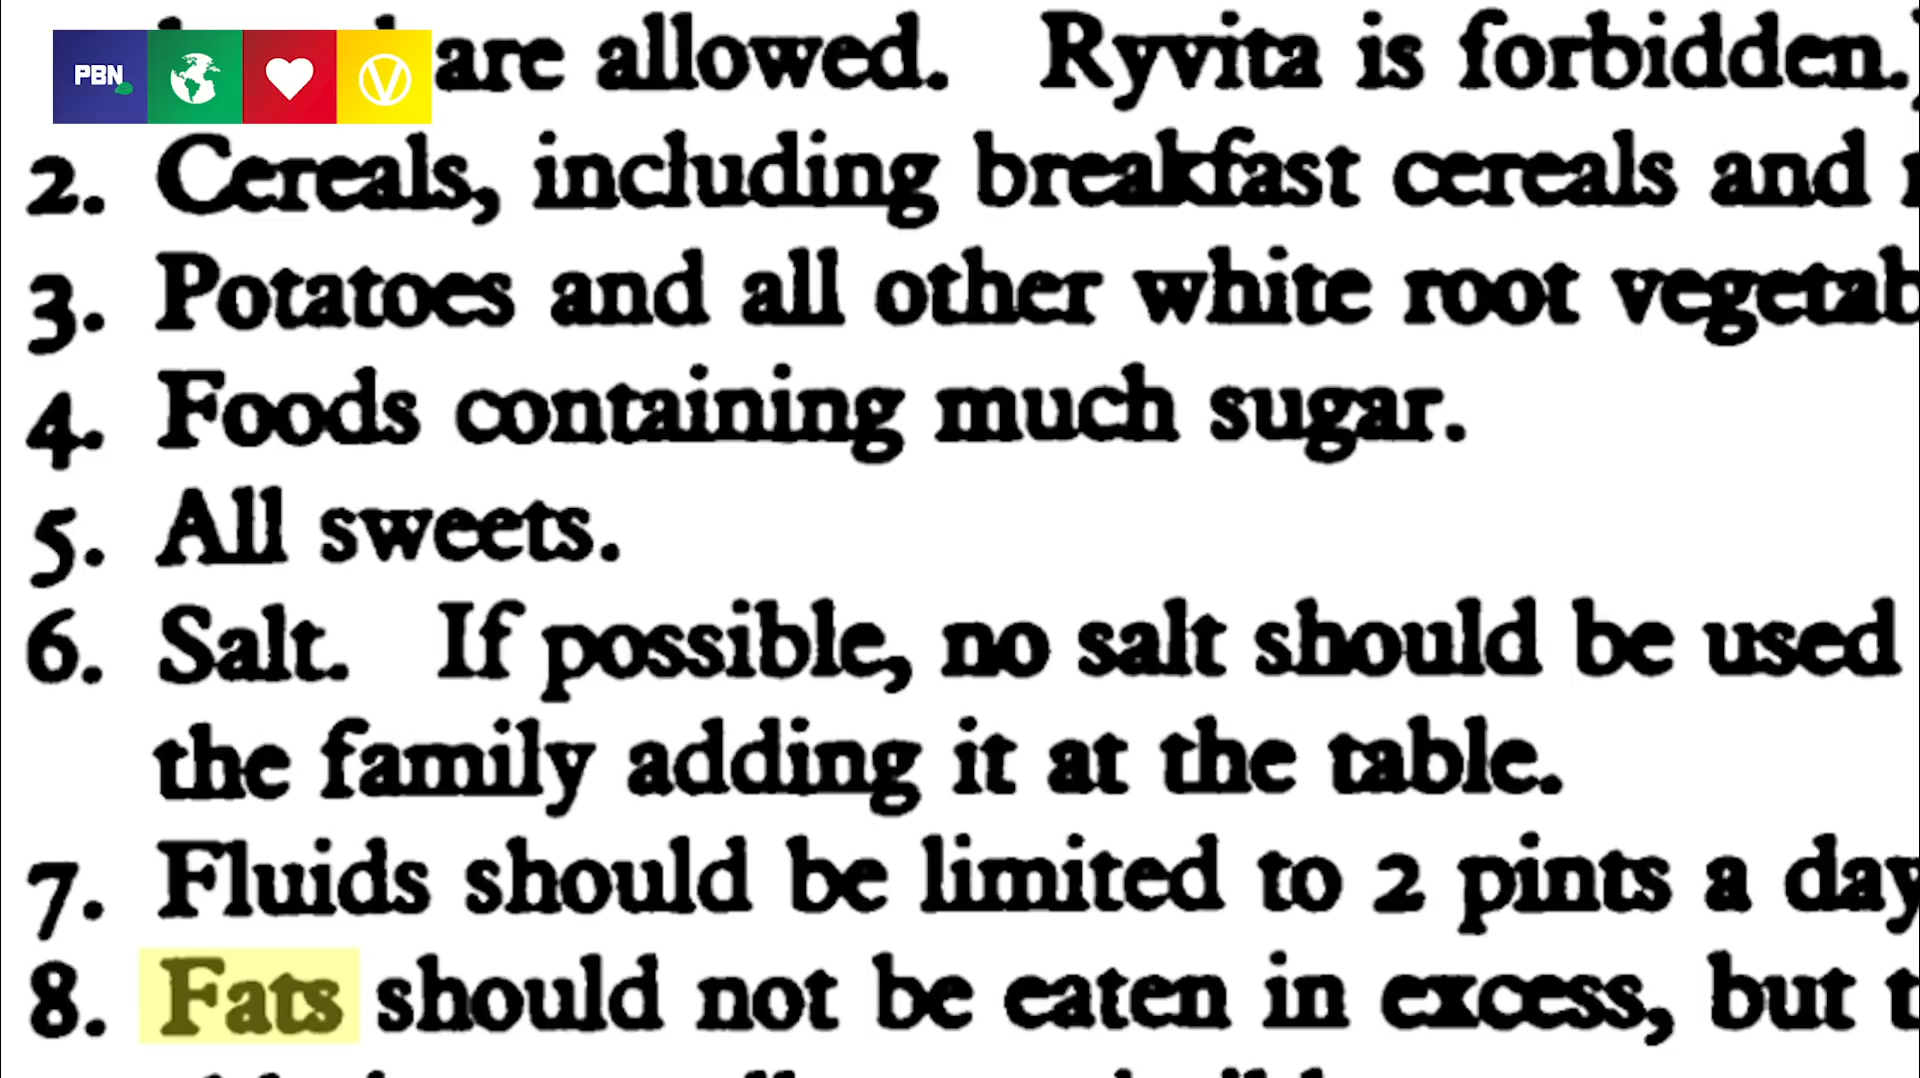 PBN
are allowed. Ryvita is forbidden.
2. Cereals, including breakfast cereals and
3. Potatoes and all other white root vegetab
4. Foods containing much sugar.
5. All sweets.
6. Salt. If possible, no salt should be used
the family adding it at the table.
7. Fluids should be limited to 2 pints a day
8. Fats should not be eaten in excess, but t